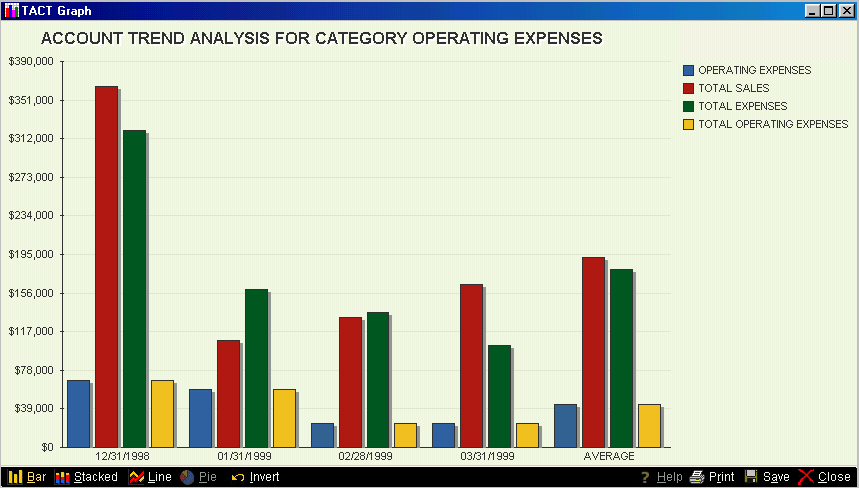 TACT Graph
ACCOUNT TREND ANALYSIS FOR CATEGORY OPERATING EXPENSES
$390,000
$351,000
$312,000
$273,000
$234,000
$195,000
$156,000
$117,000
$78,000
$39,000
$0
12/31/1998 01/31/1999 02/28/1999 03/31/1999 AVERAGE
OPERATING EXPENSES
TOTAL SALES
TOTAL EXPENSES
TOTAL OPERATING EXPENSES
Bar Stacked Line Pie Invert ? Help Print Save Close